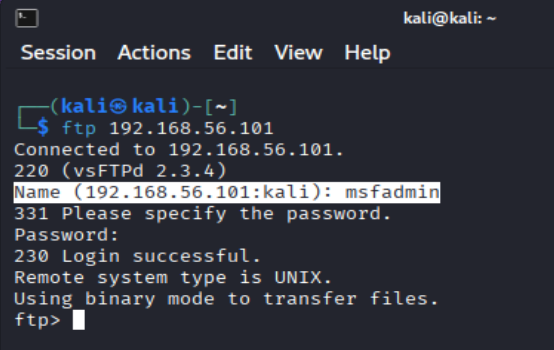 kali@kali: ~
Session Actions Edit View Help
┌──(kali㉿kali)-[~]
└─$ ftp 192.168.56.101
Connected to 192.168.56.101.
220 (vsFTPd 2.3.4)
Name (192.168.56.101:kali): msfadmin
331 Please specify the password.
Password:
230 Login successful.
Remote system type is UNIX.
Using binary mode to transfer files.
ftp>